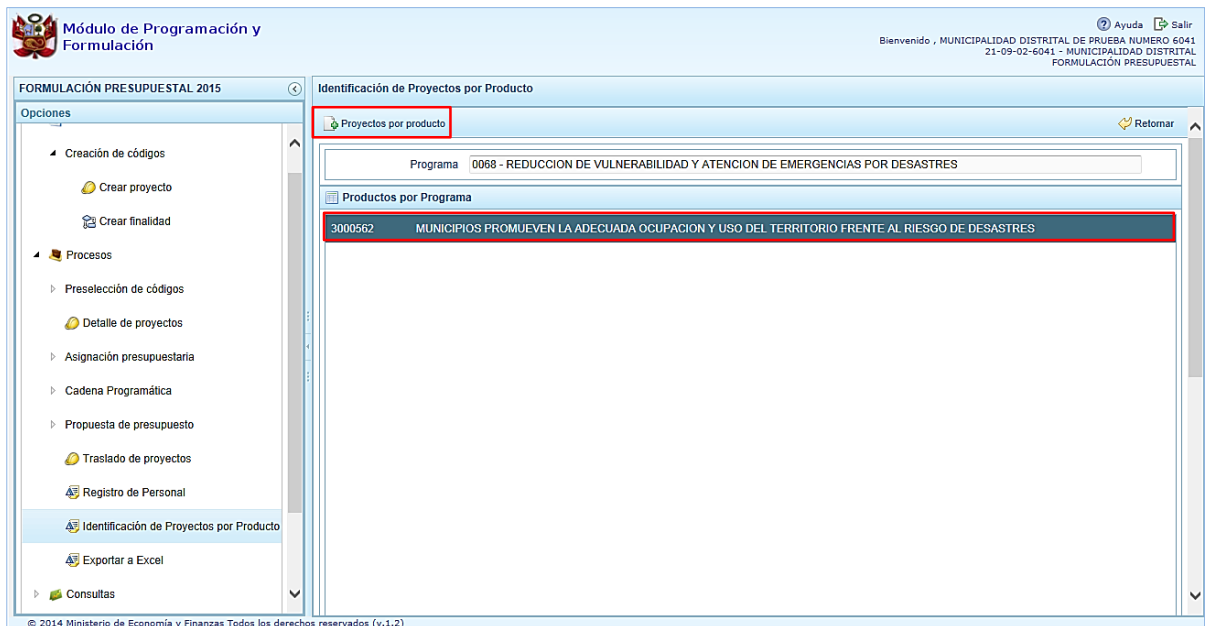 Módulo de Programación y
Formulación
Ayuda Salir
Bienvenido , MUNICIPALIDAD DISTRITAL DE PRUEBA NUMERO 6041
21-09-02-6041 - MUNICIPALIDAD DISTRITAL
FORMULACIÓN PRESUPUESTAL
FORMULACIÓN PRESUPUESTAL 2015
Opciones
Creación de códigos
Crear proyecto
Crear finalidad
Procesos
Preselección de códigos
Detalle de proyectos
Asignación presupuestaria
Cadena Programática
Propuesta de presupuesto
Traslado de proyectos
Registro de Personal
Identificación de Proyectos por Producto
Exportar a Excel
Consultas
Identificación de Proyectos por Producto
Proyectos por producto
Retornar
Programa 0068 - REDUCCION DE VULNERABILIDAD Y ATENCION DE EMERGENCIAS POR DESASTRES
Productos por Programa
3000562 MUNICIPIOS PROMUEVEN LA ADECUADA OCUPACION Y USO DEL TERRITORIO FRENTE AL RIESGO DE DESASTRES
© 2014 Ministerio de Economía y Finanzas Todos los derechos reservados (v.1.2)